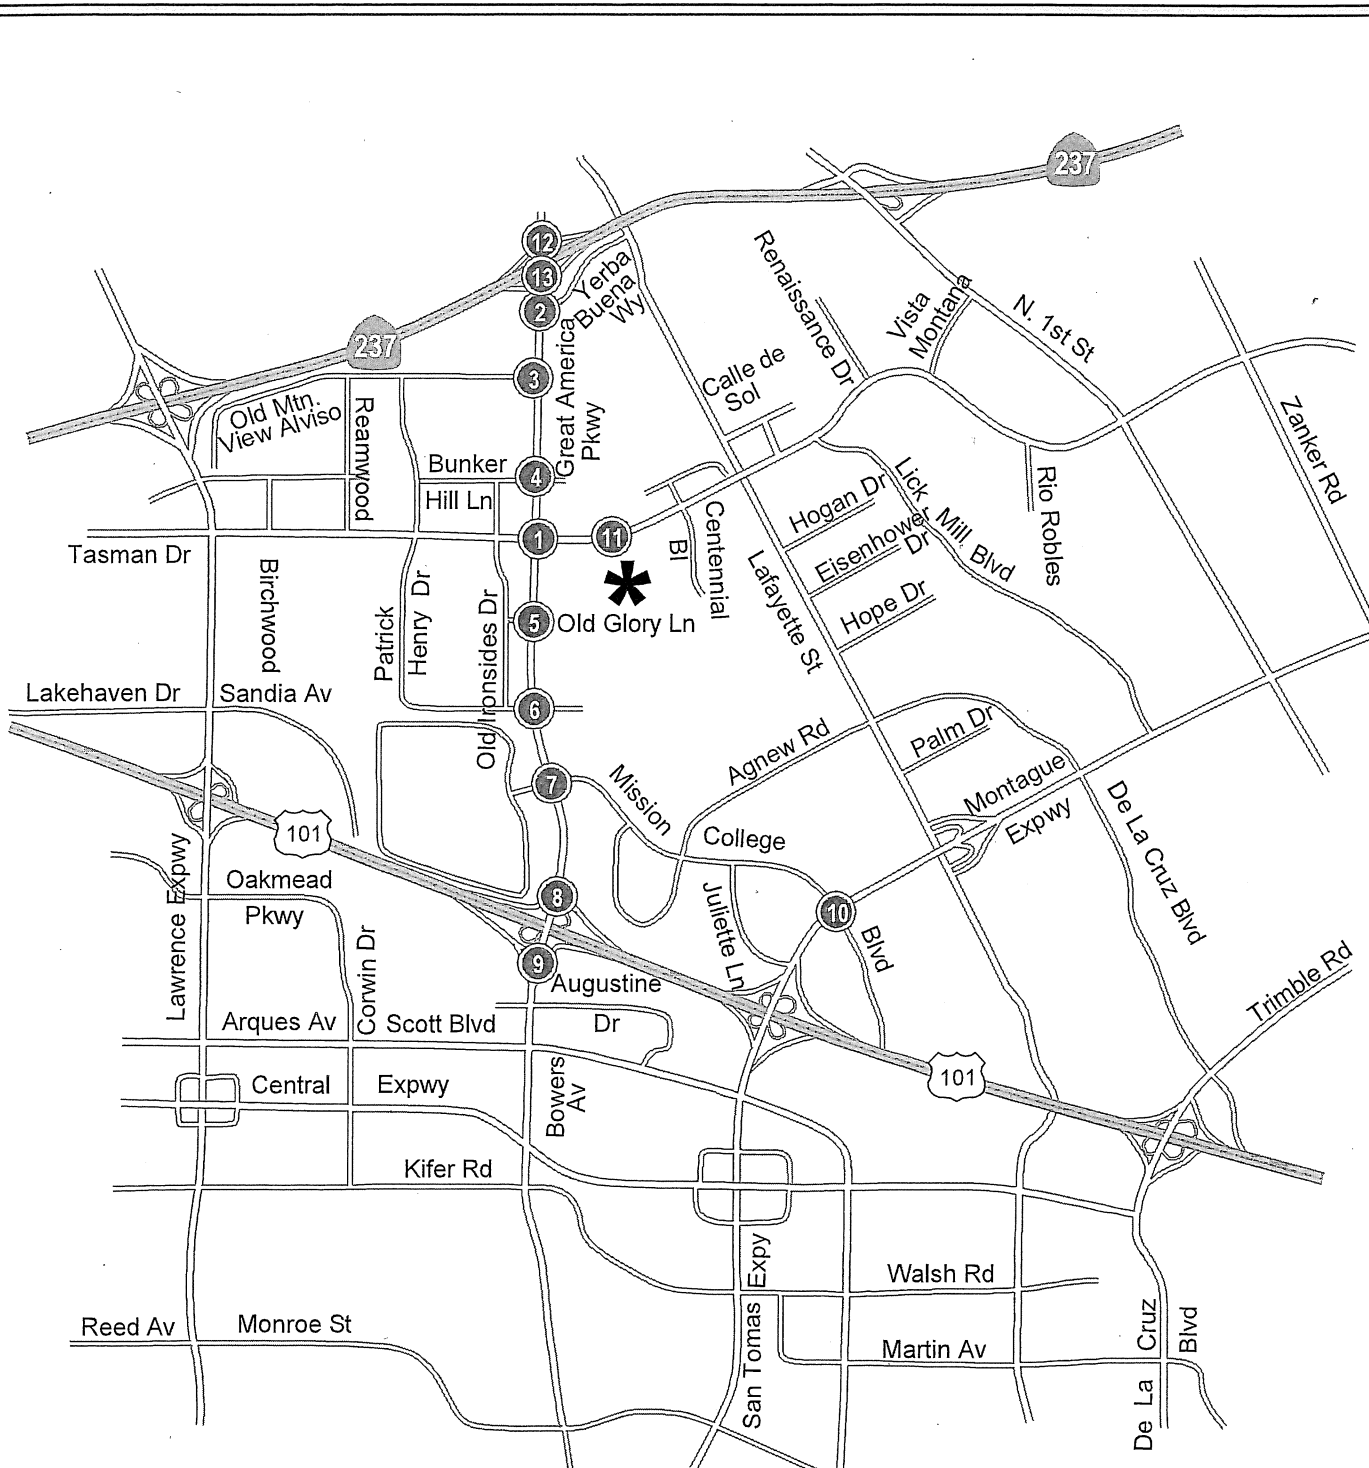 237
12
13
2
Yerba
Buena
Wy
Renaissance Dr
Vista
Montana
N. 1st St
237
3
Great America
Pkwy
Calle de
Sol
Zanker Rd
Old Mtn.
View Alviso
Reamwood
Bunker
Hill Ln
4
Lick Mill Blvd
Hogan Dr
Eisenhower
Dr
Hope Dr
Rio Robles
Centennial
Bl
Lafayette St
Tasman Dr
1
11
*
Birchwood
Patrick
Henry Dr
Old Ironsides Dr
5
Old Glory Ln
Lakehaven Dr
Sandia Av
6
Agnew Rd
Palm Dr
7
Mission
College
Blvd
Montague
Expwy
De La Cruz Blvd
101
Lawrence Expwy
Oakmead
Pkwy
8
Juliette Ln
10
Corwin Dr
9
Augustine
Dr
Trimble Rd
Arques Av
Scott Blvd
101
Central
Expwy
Bowers
Av
Kifer Rd
San Tomas Expy
Walsh Rd
Reed Av
Monroe St
Martin Av
De La Cruz
Blvd